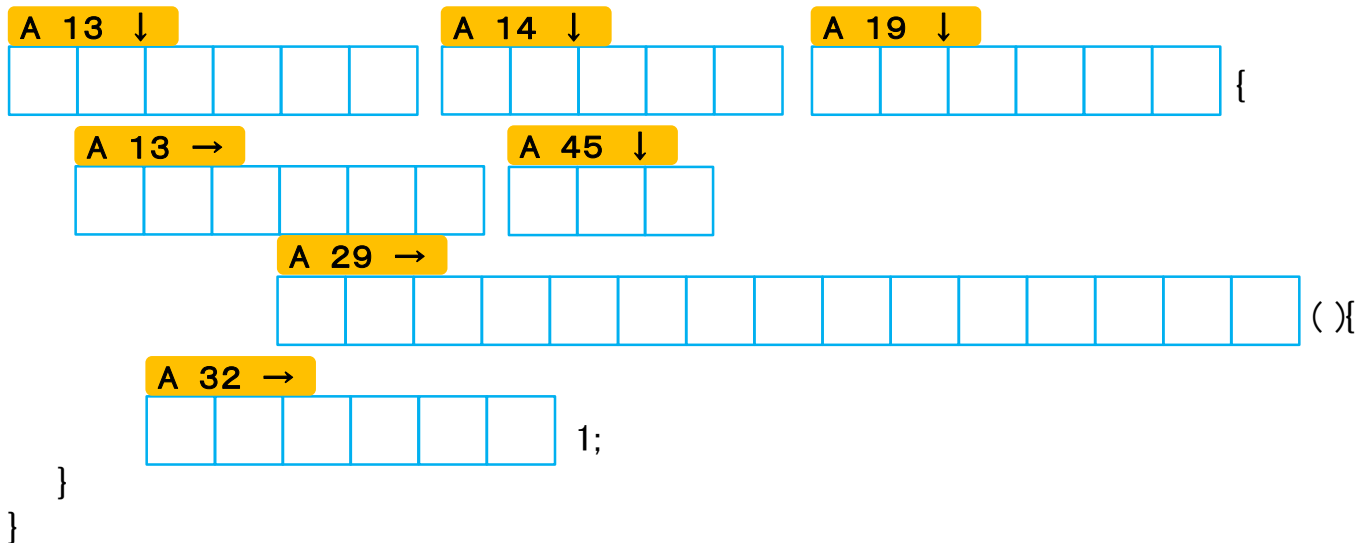 A 13 ↓ A 14 ↓ A 19 ↓
{
A 13 → A 45 ↓
A 29 →
( ){
A 32 →
1;
}
}